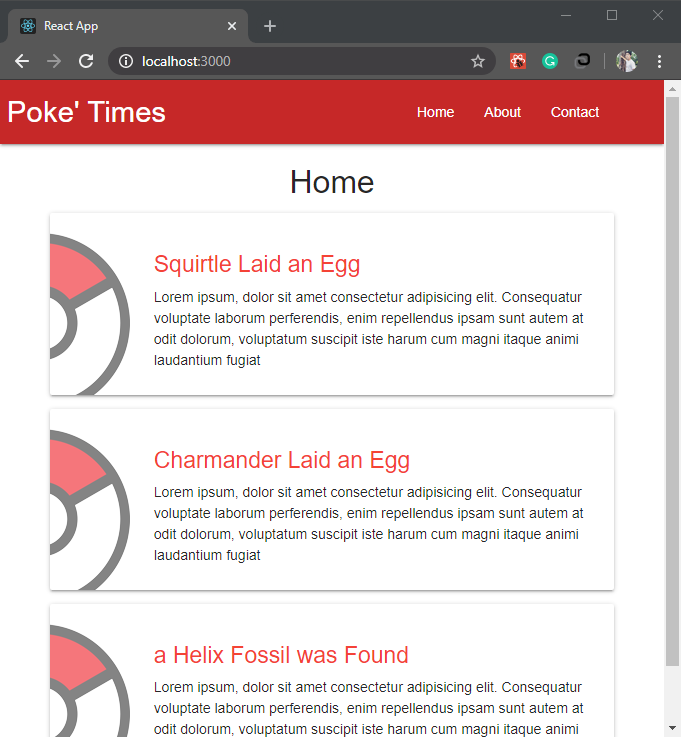 React App
localhost:3000
Poke' Times
Home About Contact
Home
Squirtle Laid an Egg
Lorem ipsum, dolor sit amet consectetur adipisicing elit. Consequatur
voluptate laborum perferendis, enim repellendus ipsam sunt autem at
odit dolorum, voluptatum suscipit iste harum cum magni itaque animi
laudantium fugiat
Charmander Laid an Egg
Lorem ipsum, dolor sit amet consectetur adipisicing elit. Consequatur
voluptate laborum perferendis, enim repellendus ipsam sunt autem at
odit dolorum, voluptatum suscipit iste harum cum magni itaque animi
laudantium fugiat
a Helix Fossil was Found
Lorem ipsum, dolor sit amet consectetur adipisicing elit. Consequatur
voluptate laborum perferendis, enim repellendus ipsam sunt autem at
odit dolorum, voluptatum suscipit iste harum cum magni itaque animi